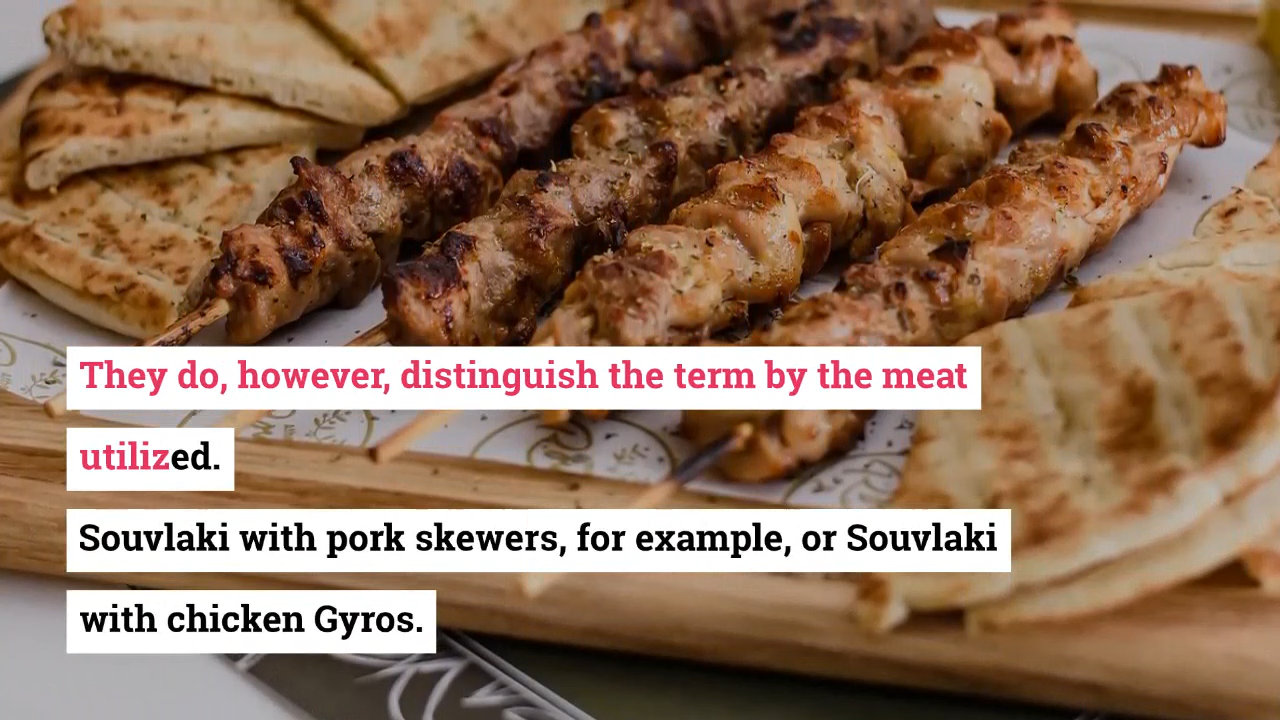 They do, however, distinguish the term by the meat
utilized.
Souvlaki with pork skewers, for example, or Souvlaki
with chicken Gyros.